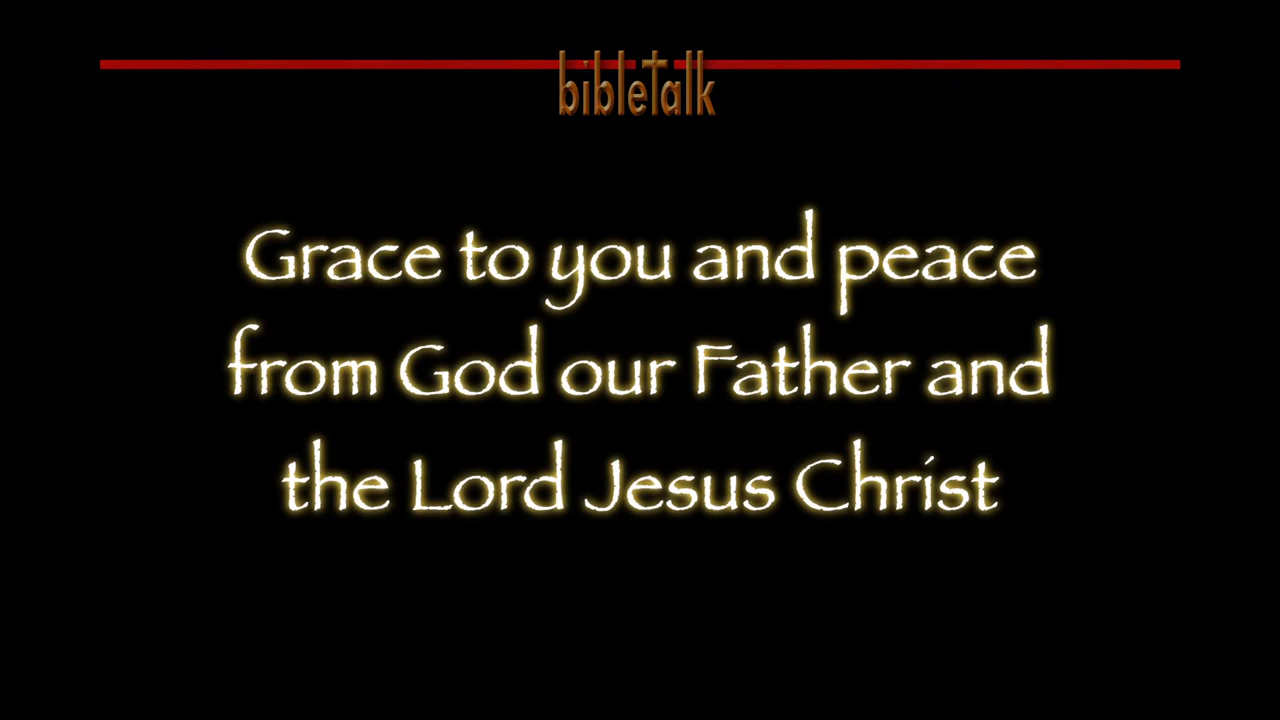 bibleTalk
Grace to you and peace
from God our Father and
the Lord Jesus Christ